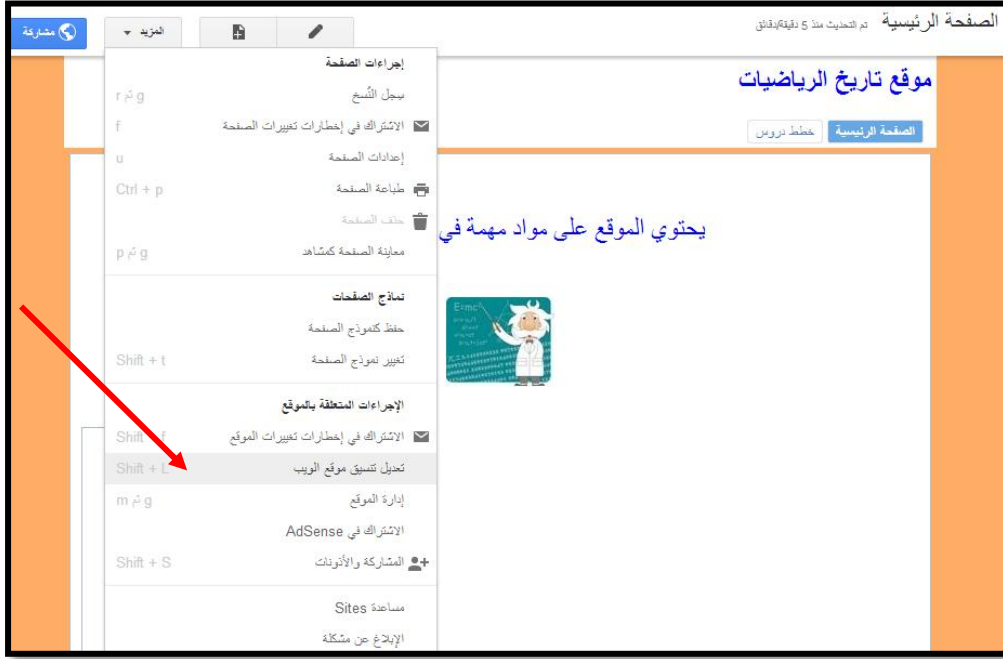 الصفحة الرئيسية تم التحديث منذ 5 دقيقة/دقائق
المزيد
مشاركة
موقع تاريخ الرياضيات
الصفحة الرئيسية
خطط دروس
يحتوي الموقع على مواد مهمة في
E=mc²
إجراءات الصفحة
سجل النُسخ g ثم r
الاشتراك في إخطارات تغييرات الصفحة f
إعدادات الصفحة u
طباعة الصفحة Ctrl + p
حذف الصفحة
معاينة الصفحة كمشاهد g ثم p
نماذج الصفحات
حفظ كنموذج الصفحة
تغيير نموذج الصفحة Shift + t
الإجراءات المتعلقة بالموقع
الاشتراك في إخطارات تغييرات الموقع Shift + f
تعديل تنسيق موقع الويب Shift + L
إدارة الموقع g ثم m
الاشتراك في AdSense
المشاركة والأذونات Shift + S
مساعدة Sites
الإبلاغ عن مشكلة